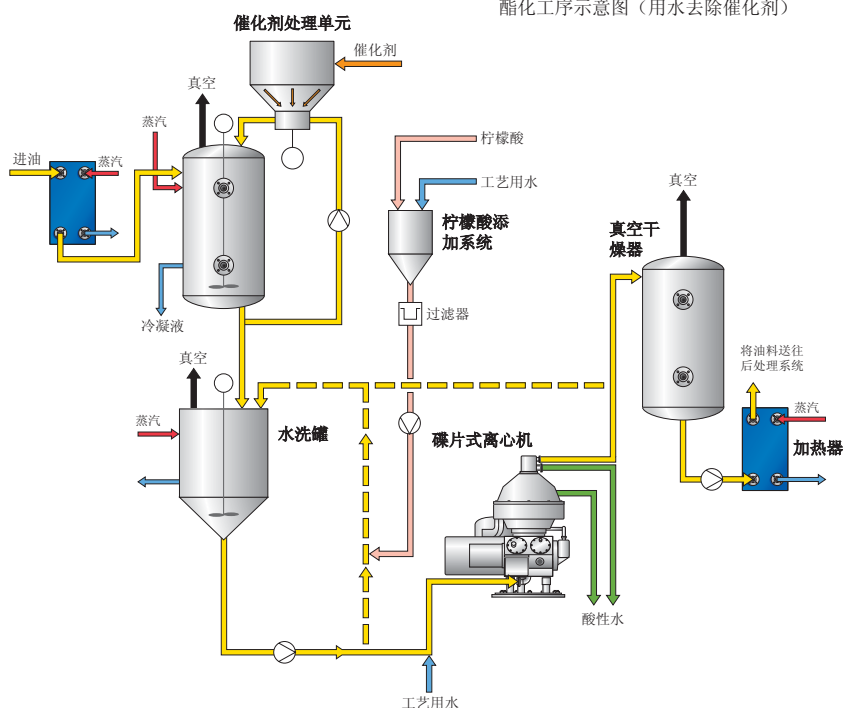 酯化工序示意图（用水去除催化剂）
催化剂处理单元
催化剂
真空
蒸汽
进油
蒸汽
柠檬酸
工艺用水
柠檬酸添
加系统
真空
真空干
燥器
过滤器
冷凝液
真空
将油料送往
后处理系统
蒸汽
蒸汽
水洗罐
碟片式离心机
加热器
酸性水
工艺用水